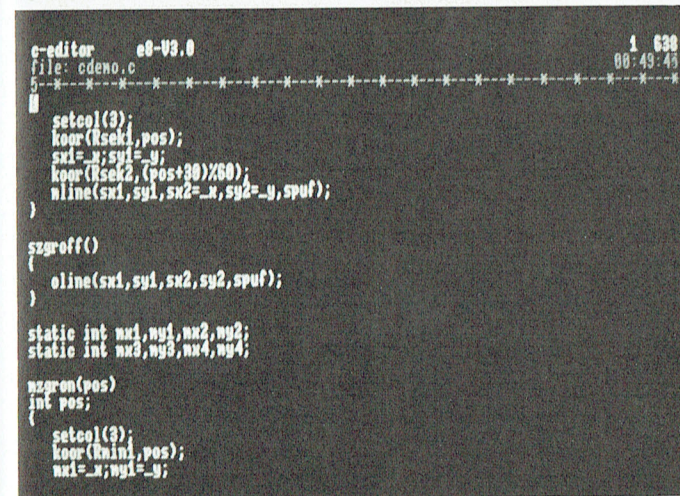 c-editor e8-V3.0 1 638
file: cdemo.c 00:49:43
5---*---*---*---*---*---*---*---*---*---*---*---*---*---*---*---*---*---*---*---*
setcol(3);
koor(Rsek1,pos);
sx1=_x;sy1=_y;
koor(Rsek2,(pos+30)%60);
nline(sx1,sy1,sx2=_x,sy2=_y,spuf);
}
szgroff()
{
oline(sx1,sy1,sx2,sy2,spuf);
}
static int mx1,my1,mx2,my2;
static int mx3,my3,mx4,my4;
mzgron(pos)
int pos;
{
setcol(3);
koor(Rmin1,pos);
mx1=_x;my1=_y;